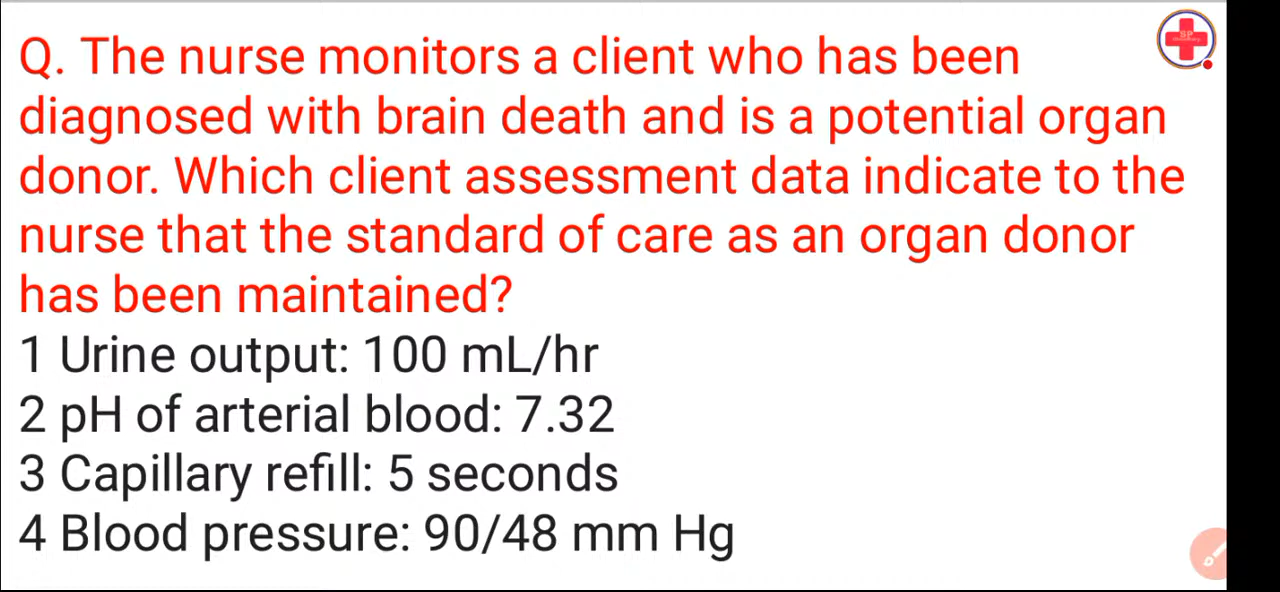 Q. The nurse monitors a client who has been
diagnosed with brain death and is a potential organ
donor. Which client assessment data indicate to the
nurse that the standard of care as an organ donor
has been maintained?
1 Urine output: 100 mL/hr
2 pH of arterial blood: 7.32
3 Capillary refill: 5 seconds
4 Blood pressure: 90/48 mm Hg
SP